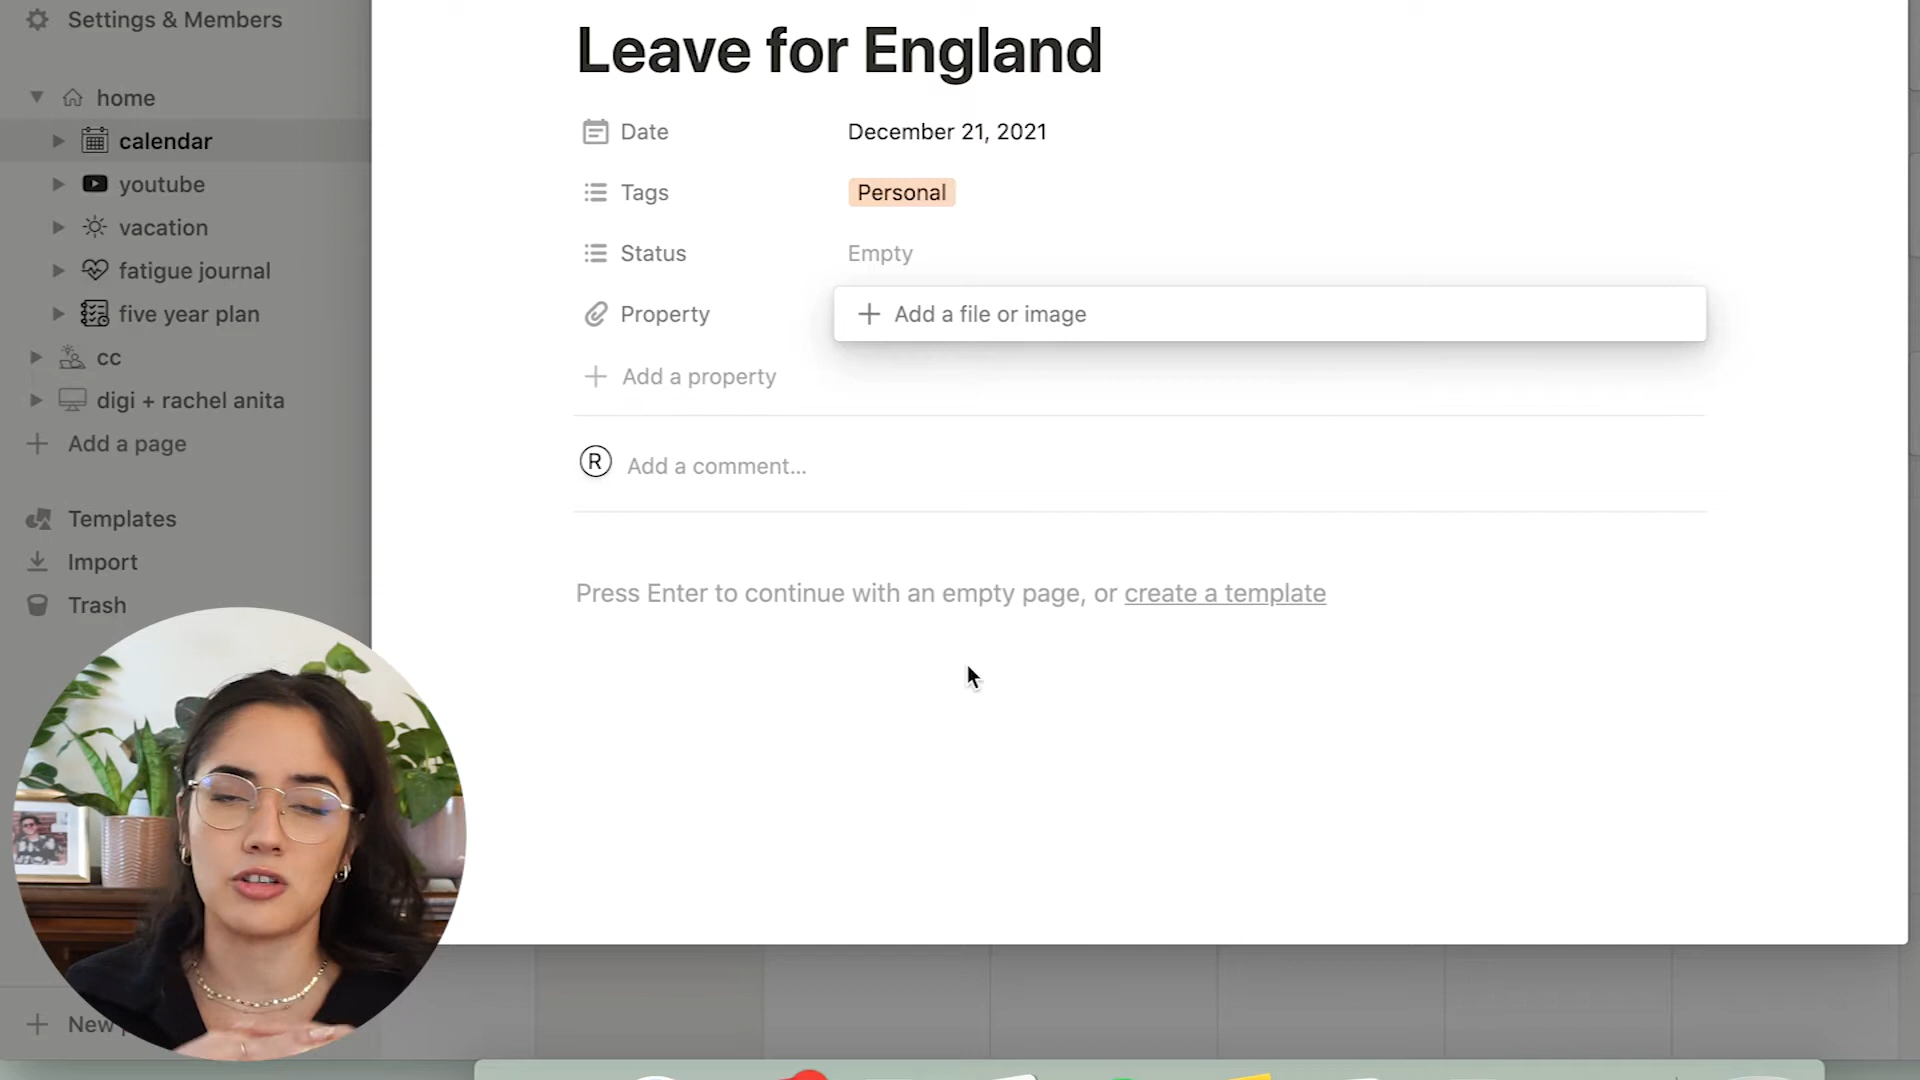 Settings & Members
home
calendar
youtube
vacation
fatigue journal
five year plan
cc
digi + rachel anita
Add a page
Templates
Import
Trash
New
Leave for England
Date December 21, 2021
Tags Personal
Status Empty
Property Add a file or image
Add a property
R Add a comment...
Press Enter to continue with an empty page, or create a template